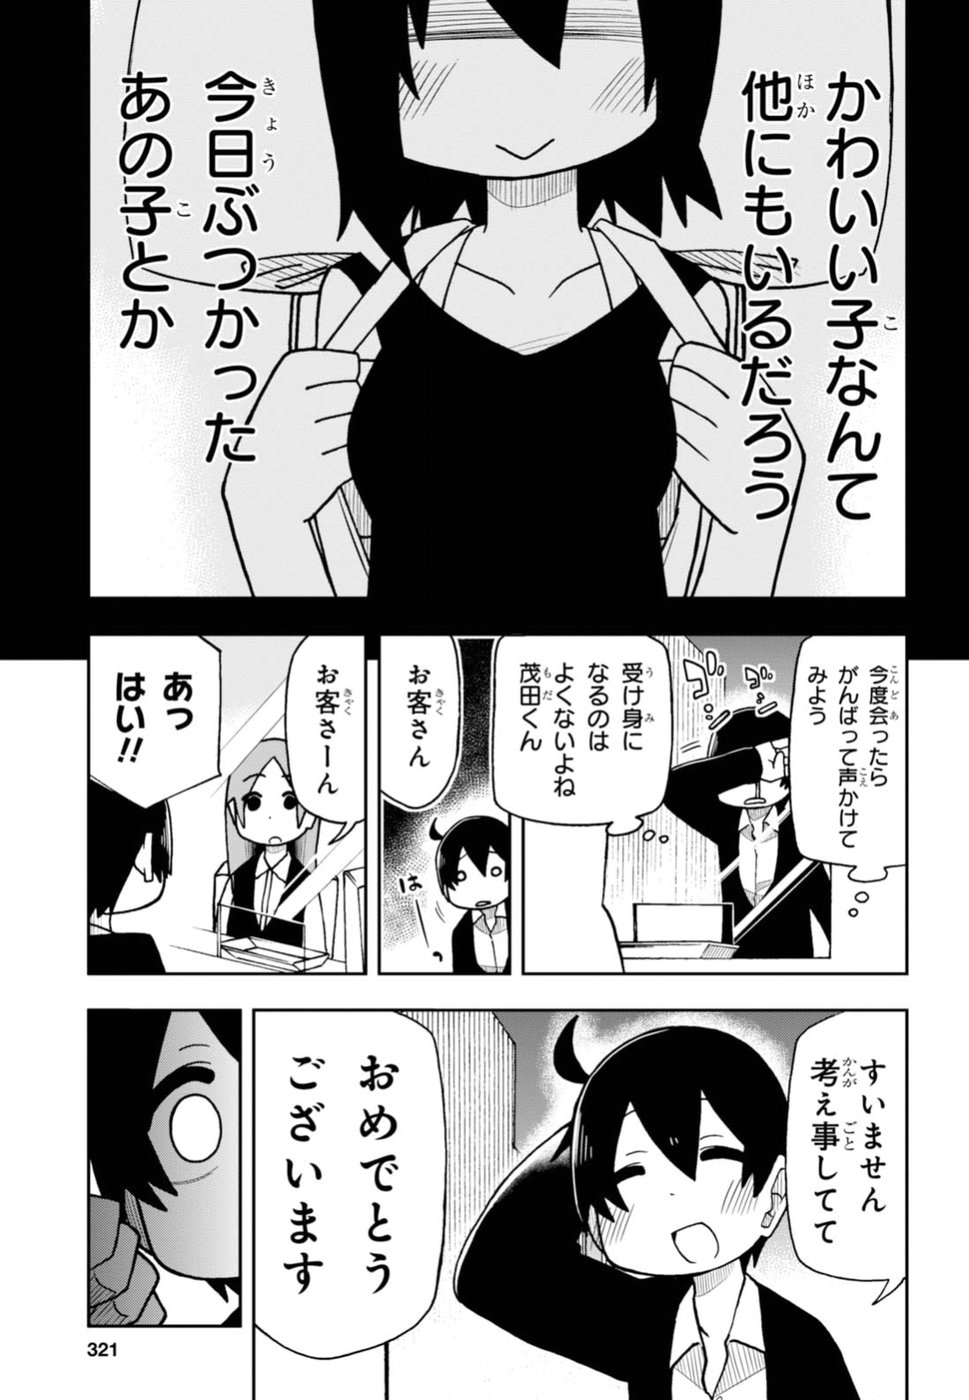 かわいい子なんて
他にもいるだろう
今日ぶつかった
あの子とか
今度会ったら
がんばって声かけて
みよう
ゴシ
ゴシ
受け身に
なるのは
よくないよね
茂田くん
お客さん
はっ
お客さーん
あっ
はい!!
すいません
考え事してて
おめでとう
ございます
321